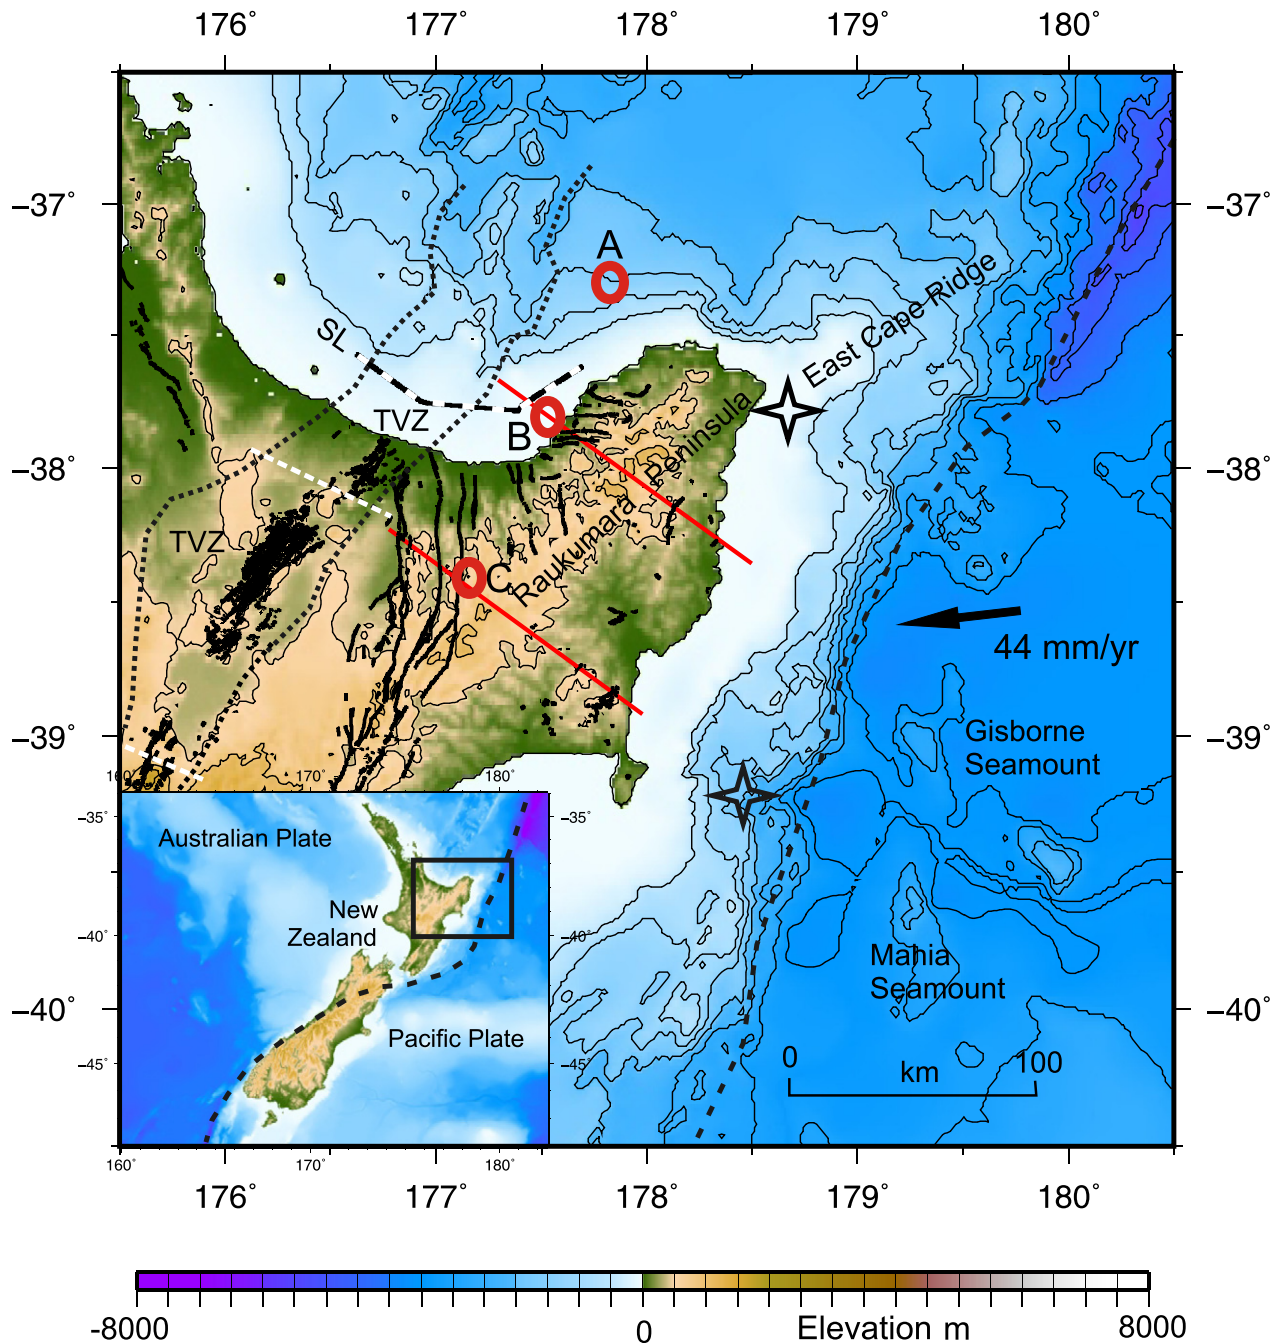 176° 177° 178° 179° 180°
−37° −37°
A
East Cape Ridge
SL
TVZ
B
−38° −38°
Raukumara Peninsula
TVZ
C
44 mm/yr
−39° −39°
Gisborne
Seamount
160° 170° 180°
−35° −35°
Australian Plate
New
Zealand
−40° −40°
Mahia
Seamount
−40° −40°
Pacific Plate
−45° −45°
0 km 100
160° 170° 180°
176° 177° 178° 179° 180°
-8000 0 Elevation m 8000